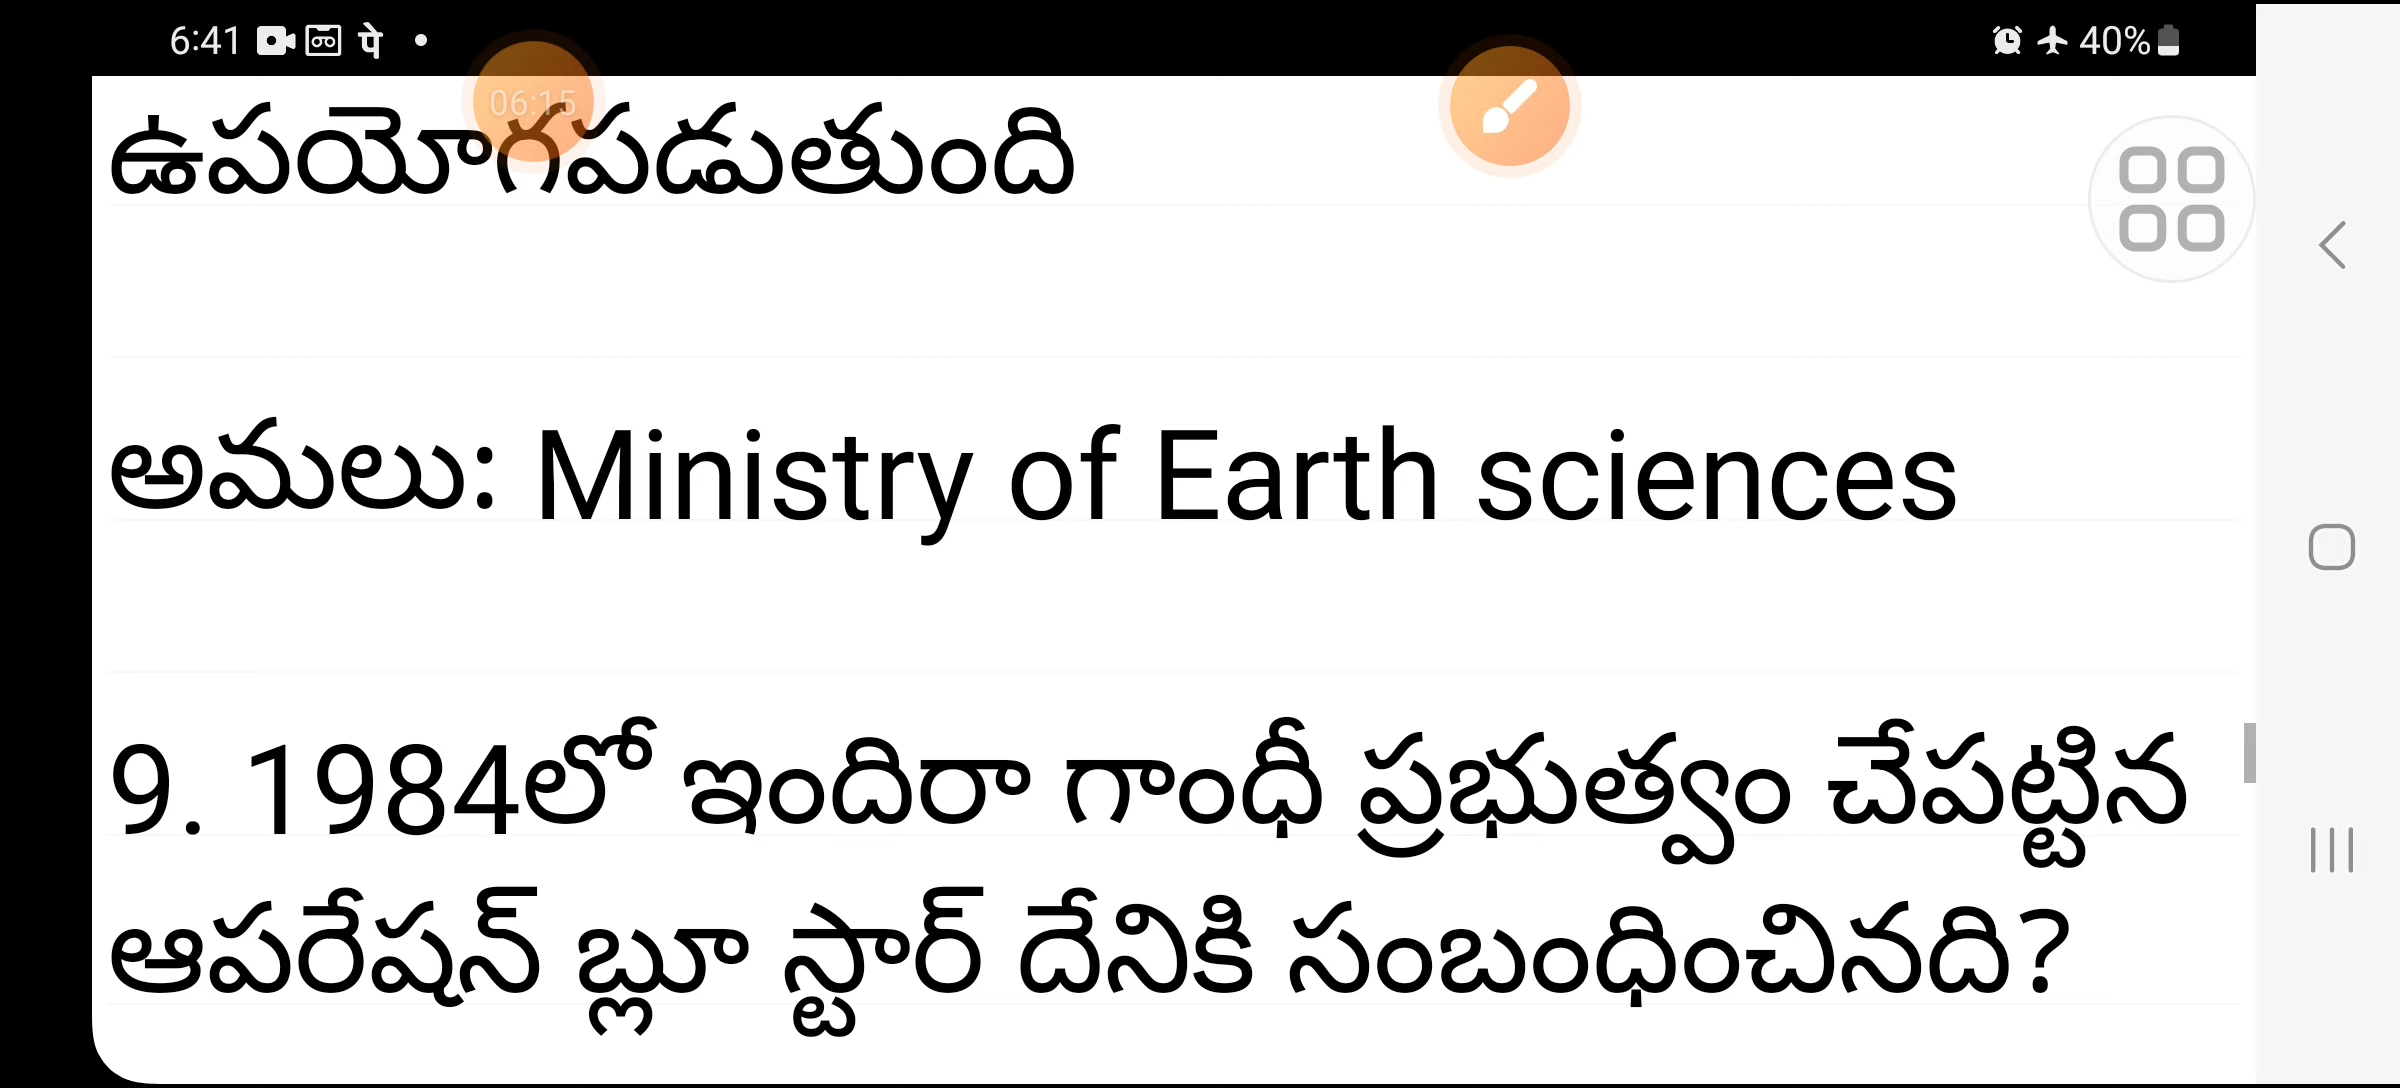 6:41 पे 40%
06:15
ఉపయోగపడుతుంది
అమలు: Ministry of Earth sciences
9. 1984లో ఇందిరా గాంధీ ప్రభుత్వం చేపట్టిన
ఆపరేషన్ బ్లూ స్టార్ దేనికి సంబంధించినది?